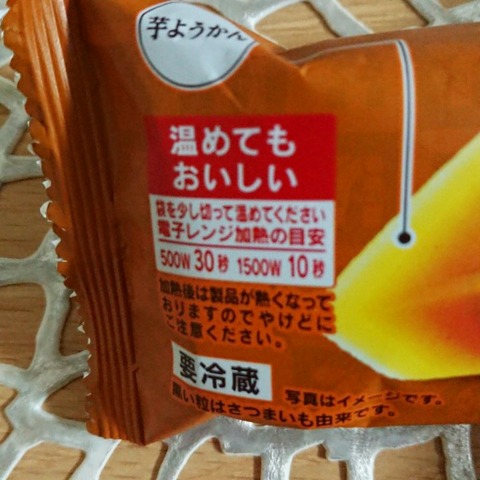 芋ようかん
温めても
おいしい
袋を少し切って温めてください
電子レンジ加熱の目安
500W 30秒 1500W 10秒
加熱後は製品が熱くなって
おりますのでやけどに
ご注意ください。
要冷蔵
写真はイメージです。
黒い粒はさつまいも由来です。